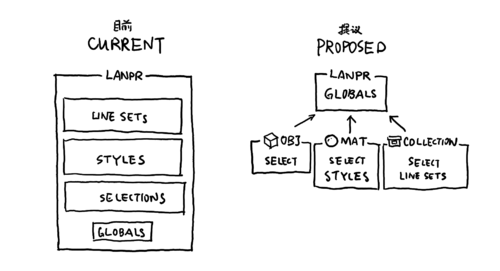 目前
CURRENT
LANPR
LINE SETS
STYLES
SELECTIONS
GLOBALS
提议
PROPOSED
LANPR
GLOBALS
OBJ
SELECT
MAT
SELECT
STYLES
COLLECTION
SELECT
LINE SETS